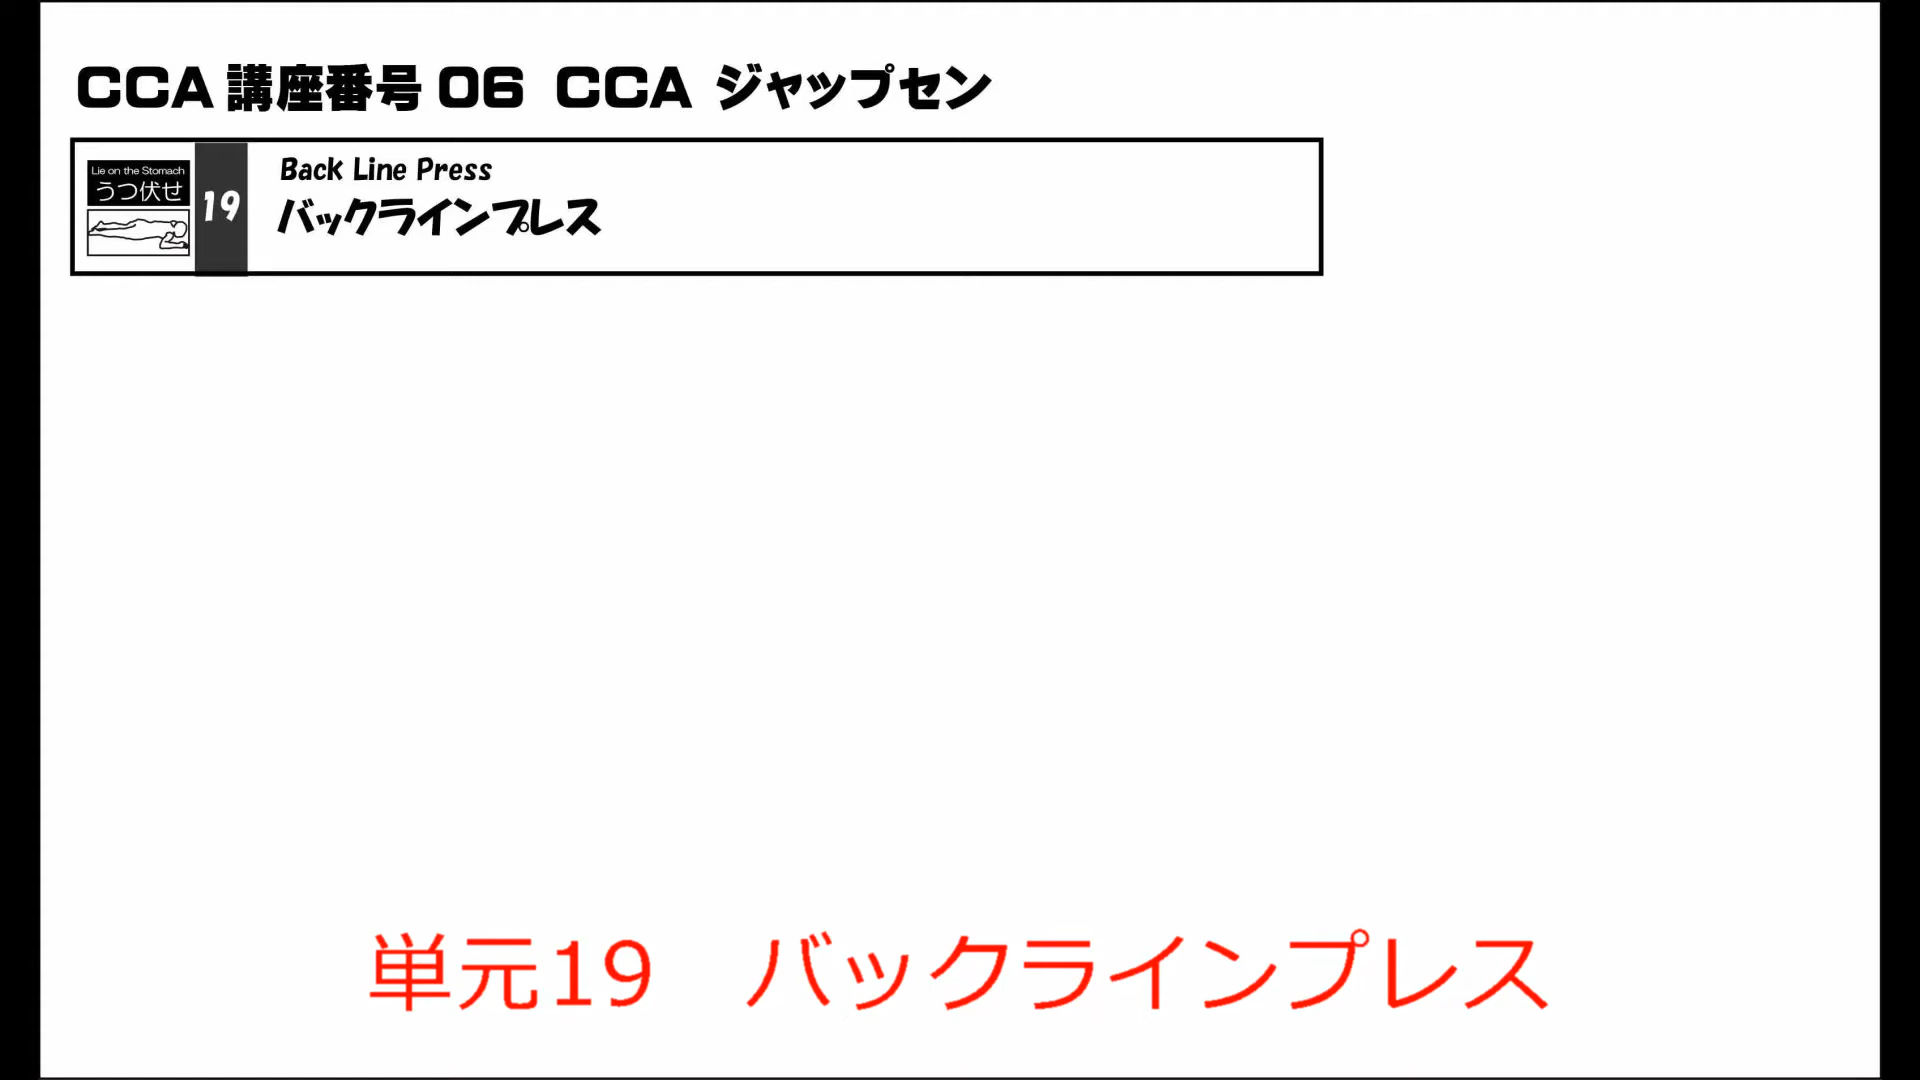 CCA 講座番号 06 CCA ジャップセン
Lie on the Stomach
うつ伏せ
19
Back Line Press
バックラインプレス
単元19　バックラインプレス